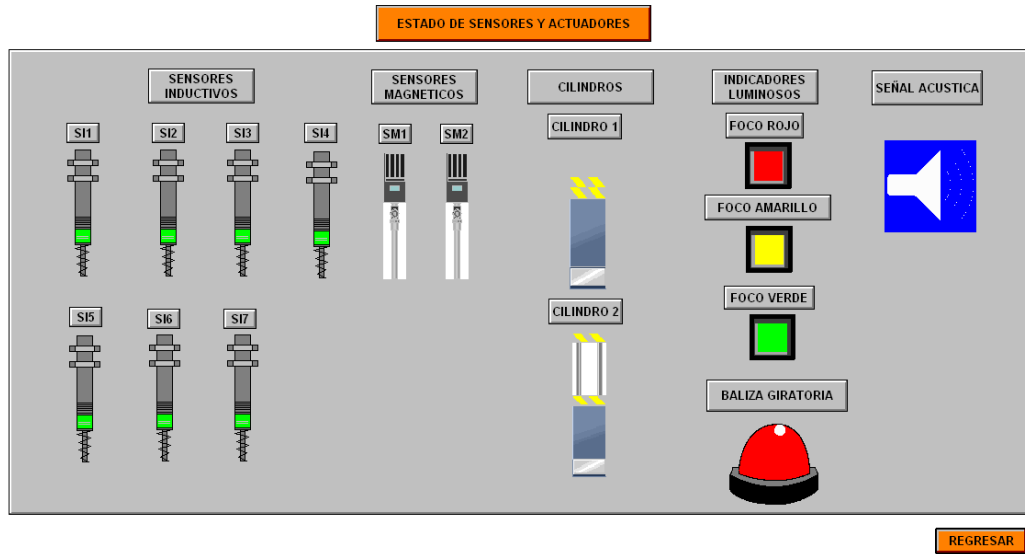 ESTADO DE SENSORES Y ACTUADORES
SENSORES
INDUCTIVOS
SENSORES
MAGNETICOS
CILINDROS
INDICADORES
LUMINOSOS
SEÑAL ACUSTICA
SI1
SI2
SI3
SI4
SM1
SM2
CILINDRO 1
FOCO ROJO
FOCO AMARILLO
FOCO VERDE
SI5
SI6
SI7
CILINDRO 2
BALIZA GIRATORIA
REGRESAR